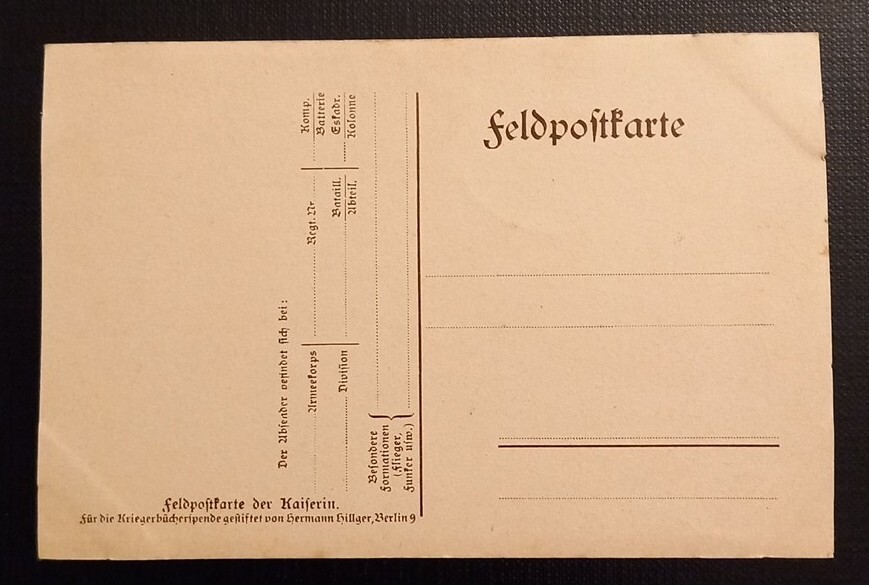 Feldpostkarte
Der Absender befindet sich bei:
Armeekorps
Regt. Nr
Komp.
Batterie
Division
Bataill.
Abteil.
Eskadr.
Kolonne
Besondere
Formationen
(Flieger,
Funker usw.)
Feldpostkarte der Kaiserin.
Für die Kriegerbücherspende gestiftet von Hermann Hillger, Berlin 9